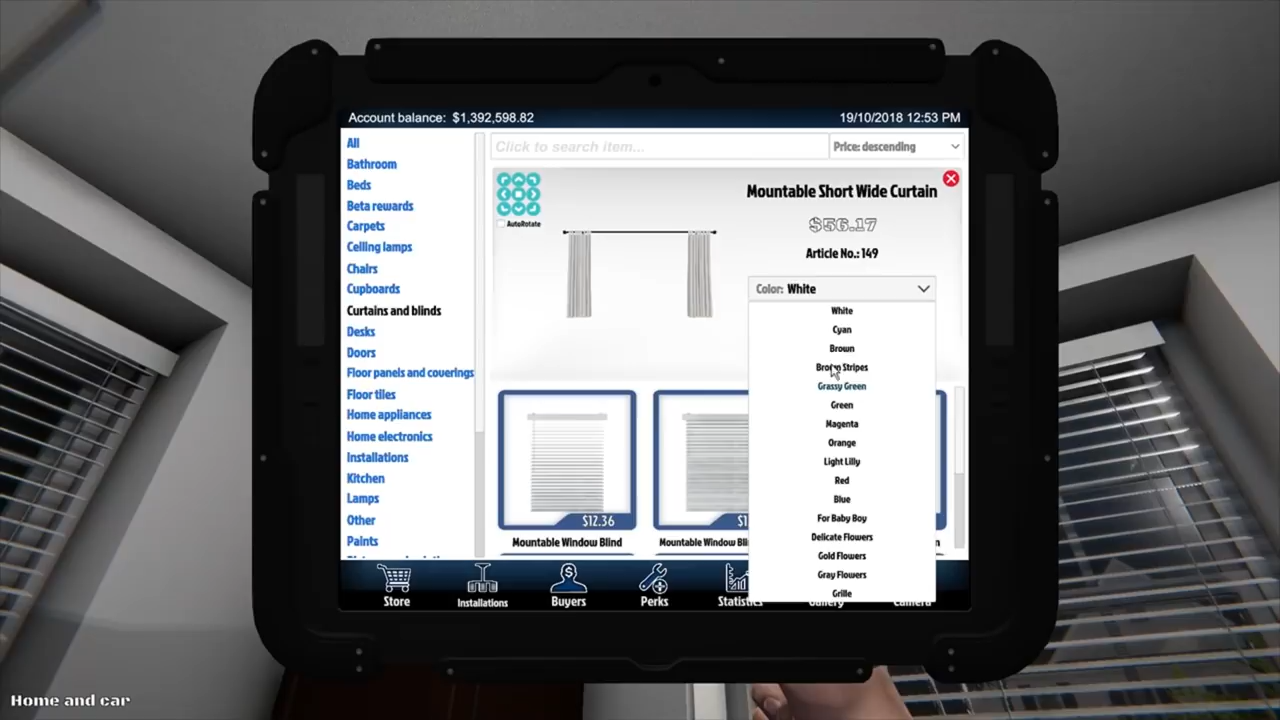 Account balance: $1,392,598.82
19/10/2018 12:53 PM
All
Bathroom
Beds
Beta rewards
Carpets
Ceiling lamps
Chairs
Cupboards
Curtains and blinds
Desks
Doors
Floor panels and coverings
Floor tiles
Home appliances
Home electronics
Installations
Kitchen
Lamps
Other
Paints
Click to search item...
Price: descending
AutoRotate
Mountable Short Wide Curtain
$56.17
Article No.: 149
Color: White
White
Cyan
Brown
Brown Stripes
Grassy Green
Green
Magenta
Orange
Light Lilly
Red
Blue
For Baby Boy
Delicate Flowers
Gold Flowers
Gray Flowers
Grille
$12.36
Mountable Window Blind
$1
Mountable Window Bli
Store
Installations
Buyers
Perks
Statistics
Gallery
Camera
Home and car